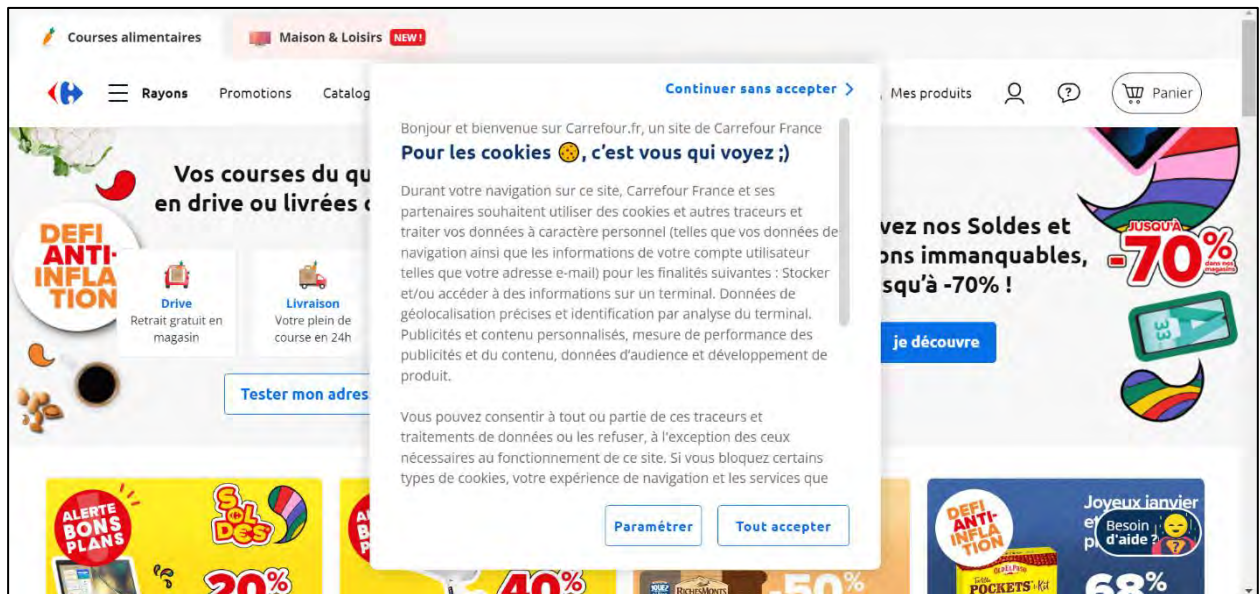 Courses alimentaires
Maison & Loisirs NEW !
Rayons Promotions Catalog
Mes produits
Panier
Continuer sans accepter
Bonjour et bienvenue sur Carrefour.fr, un site de Carrefour France
Pour les cookies , c'est vous qui voyez ;)
Durant votre navigation sur ce site, Carrefour France et ses
partenaires souhaitent utiliser des cookies et autres traceurs et
traiter vos données à caractère personnel (telles que vos données de
navigation ainsi que les informations de votre compte utilisateur
telles que votre adresse e-mail) pour les finalités suivantes : Stocker
et/ou accéder à des informations sur un terminal. Données de
géolocalisation précises et identification par analyse du terminal.
Publicités et contenu personnalisés, mesure de performance des
publicités et du contenu, données d'audience et développement de
produit.
Vous pouvez consentir à tout ou partie de ces traceurs et
traitements de données ou les refuser, à l'exception des ceux
nécessaires au fonctionnement de ce site. Si vous bloquez certains
types de cookies, votre expérience de navigation et les services que
Paramétrer
Tout accepter
Vos courses du qu
en drive ou livrées
DEFI
ANTI-
INFLA
TION
Drive
Retrait gratuit en
magasin
Livraison
Votre plein de
course en 24h
Tester mon adres
vez nos Soldes et
ons immanquables,
squ'à -70% !
je découvre
JUSQU'À
-70%
dans nos
magasins
33
ALERTE
BONS
PLANS
SOLDES
20%
40%
RICHESMONTS
-50%
DEFI
ANTI-
INFLA
TION
Joyeux janvier
Besoin
d'aide ?
OLD EL PASO
POCKETS Kit
68%